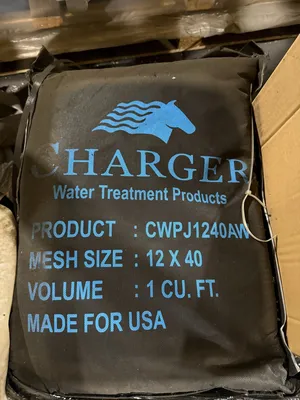 CHARGER
Water Treatment Products
PRODUCT : CWPJ1240AW
MESH SIZE : 12 X 40
VOLUME : 1 CU. FT.
MADE FOR USA